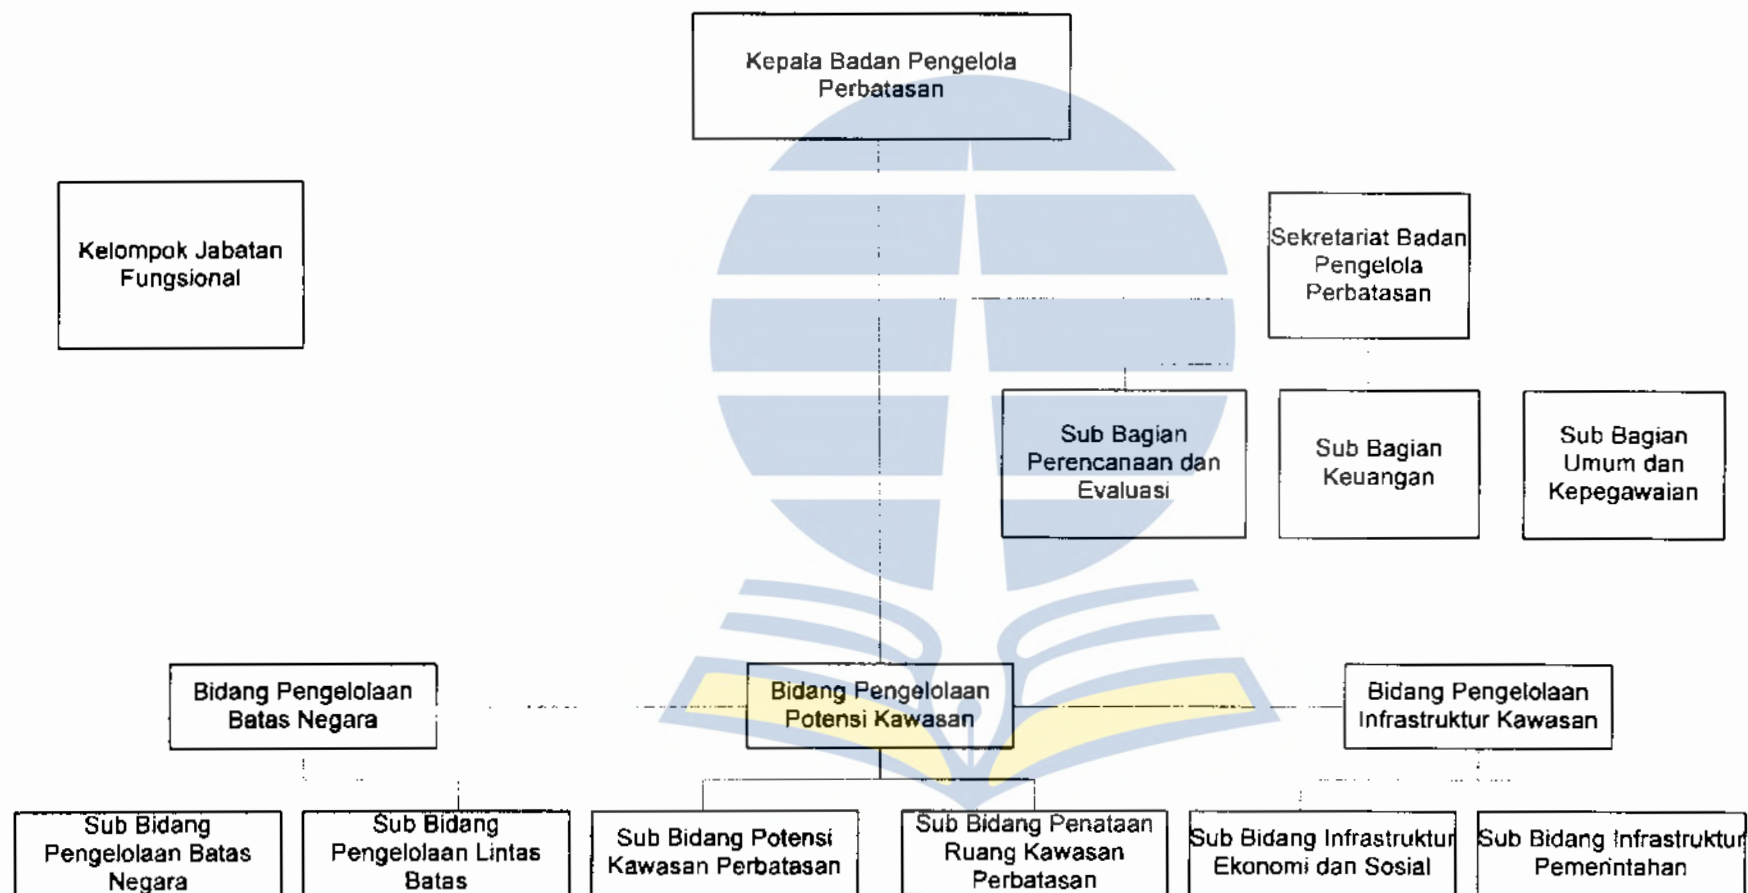 Kepala Badan Pengelola
Perbatasan
Kelompok Jabatan
Fungsional
Sekretariat Badan
Pengelola
Perbatasan
Sub Bagian
Perencanaan dan
Evaluasi
Sub Bagian
Keuangan
Sub Bagian
Umum dan
Kepegawaian
Bidang Pengelolaan
Batas Negara
Bidang Pengelolaan
Potensi Kawasan
Bidang Pengelolaan
Infrastruktur Kawasan
Sub Bidang
Pengelolaan Batas
Negara
Sub Bidang
Pengelolaan Lintas
Batas
Sub Bidang Potensi
Kawasan Perbatasan
Sub Bidang Penataan
Ruang Kawasan
Perbatasan
Sub Bidang Infrastruktur
Ekonomi dan Sosial
Sub Bidang Infrastruktur
Pemerintahan